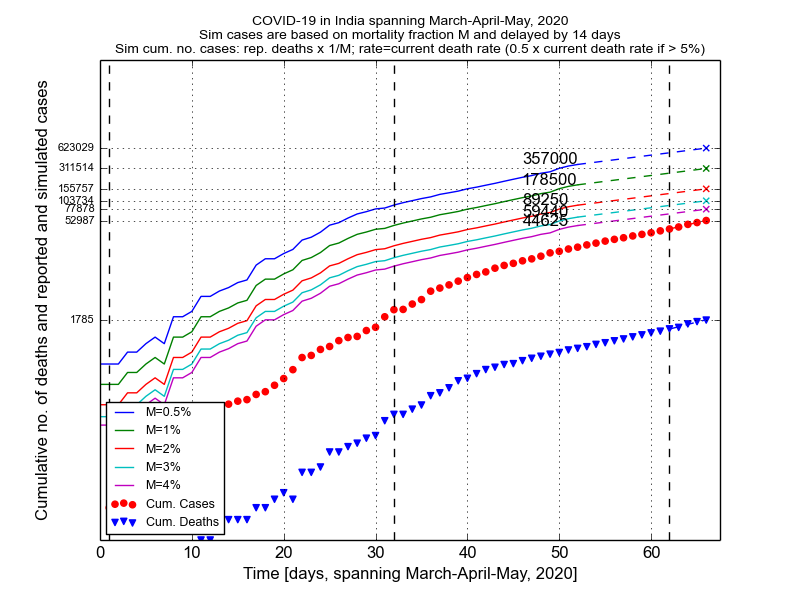 COVID-19 in India spanning March-April-May, 2020
Sim cases are based on mortality fraction M and delayed by 14 days
Sim cum. no. cases: rep. deaths x 1/M; rate=current death rate (0.5 x current death rate if > 5%)
Cumulative no. of deaths and reported and simulated cases
623029
311514
155757
103734
77878
52987
1785
357000
178500
89250
59440
44625
M=0.5%
M=1%
M=2%
M=3%
M=4%
Cum. Cases
Cum. Deaths
0 10 20 30 40 50 60
Time [days, spanning March-April-May, 2020]